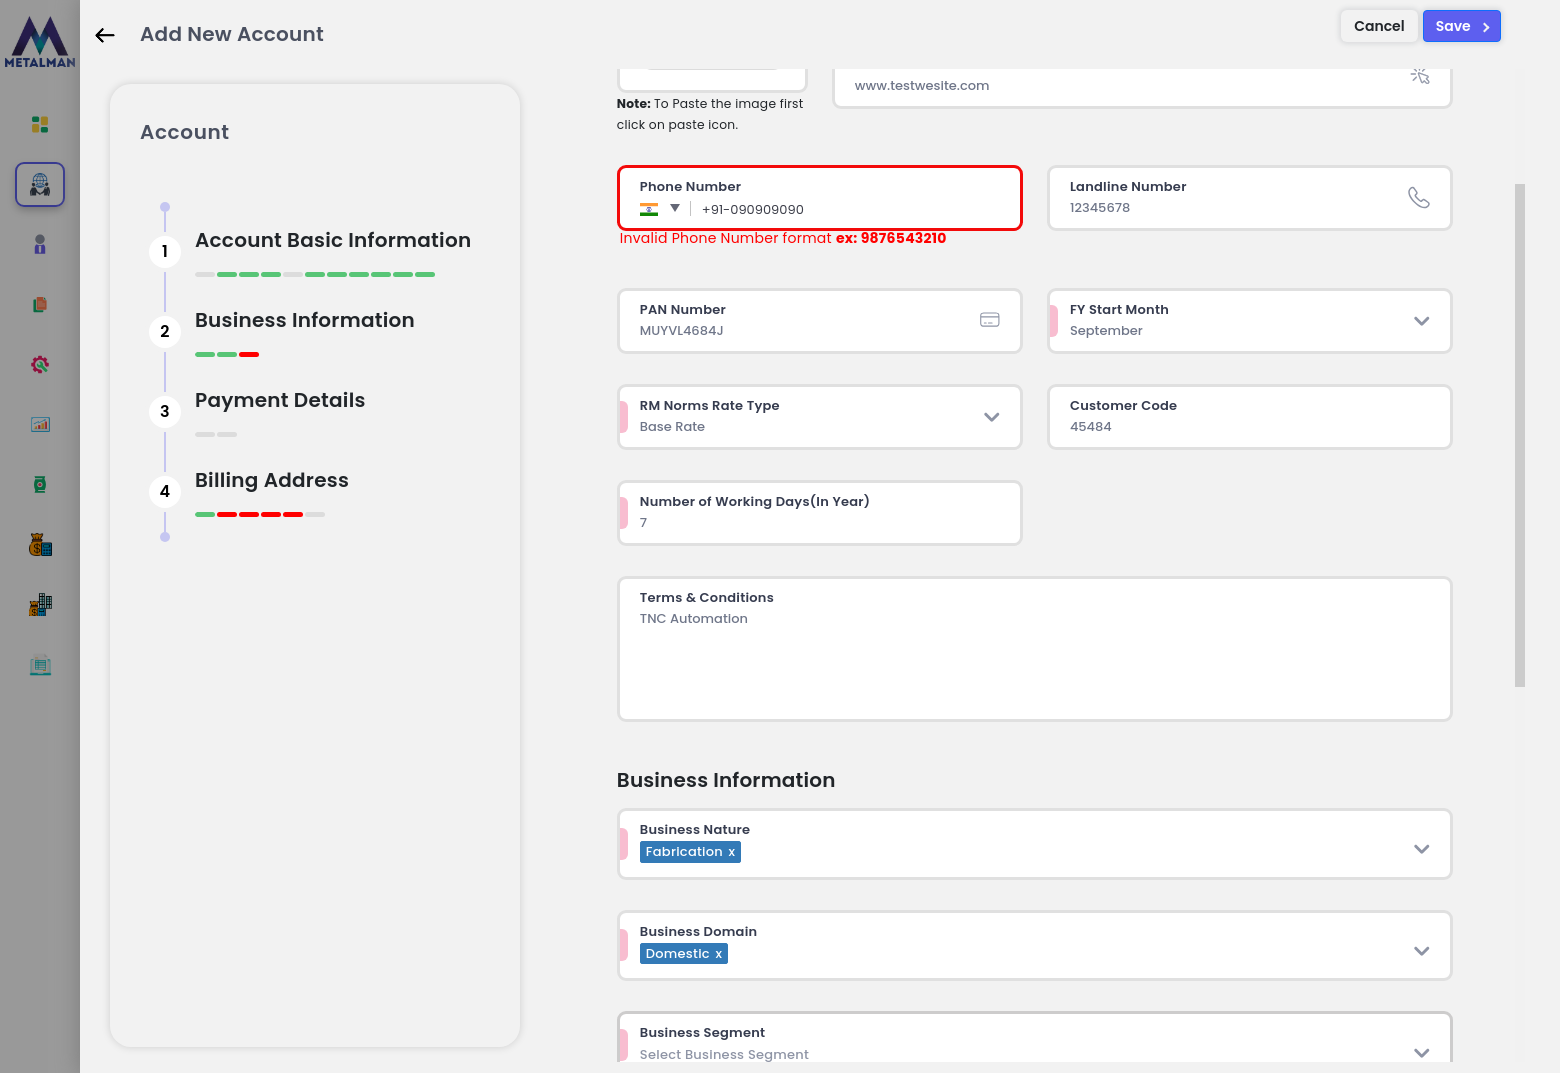 METALMAN
Add New Account
Cancel
Save
Account
1
Account Basic Information
2
Business Information
3
Payment Details
4
Billing Address
www.testwesite.com
Note: To Paste the image first
click on paste icon.
Phone Number
+91-090909090
Invalid Phone Number format ex: 9876543210
Landline Number
12345678
PAN Number
MUYVL4684J
FY Start Month
September
RM Norms Rate Type
Base Rate
Customer Code
45484
Number of Working Days(In Year)
7
Terms & Conditions
TNC Automation
Business Information
Business Nature
Fabrication x
Business Domain
Domestic x
Business Segment
Select Business Segment